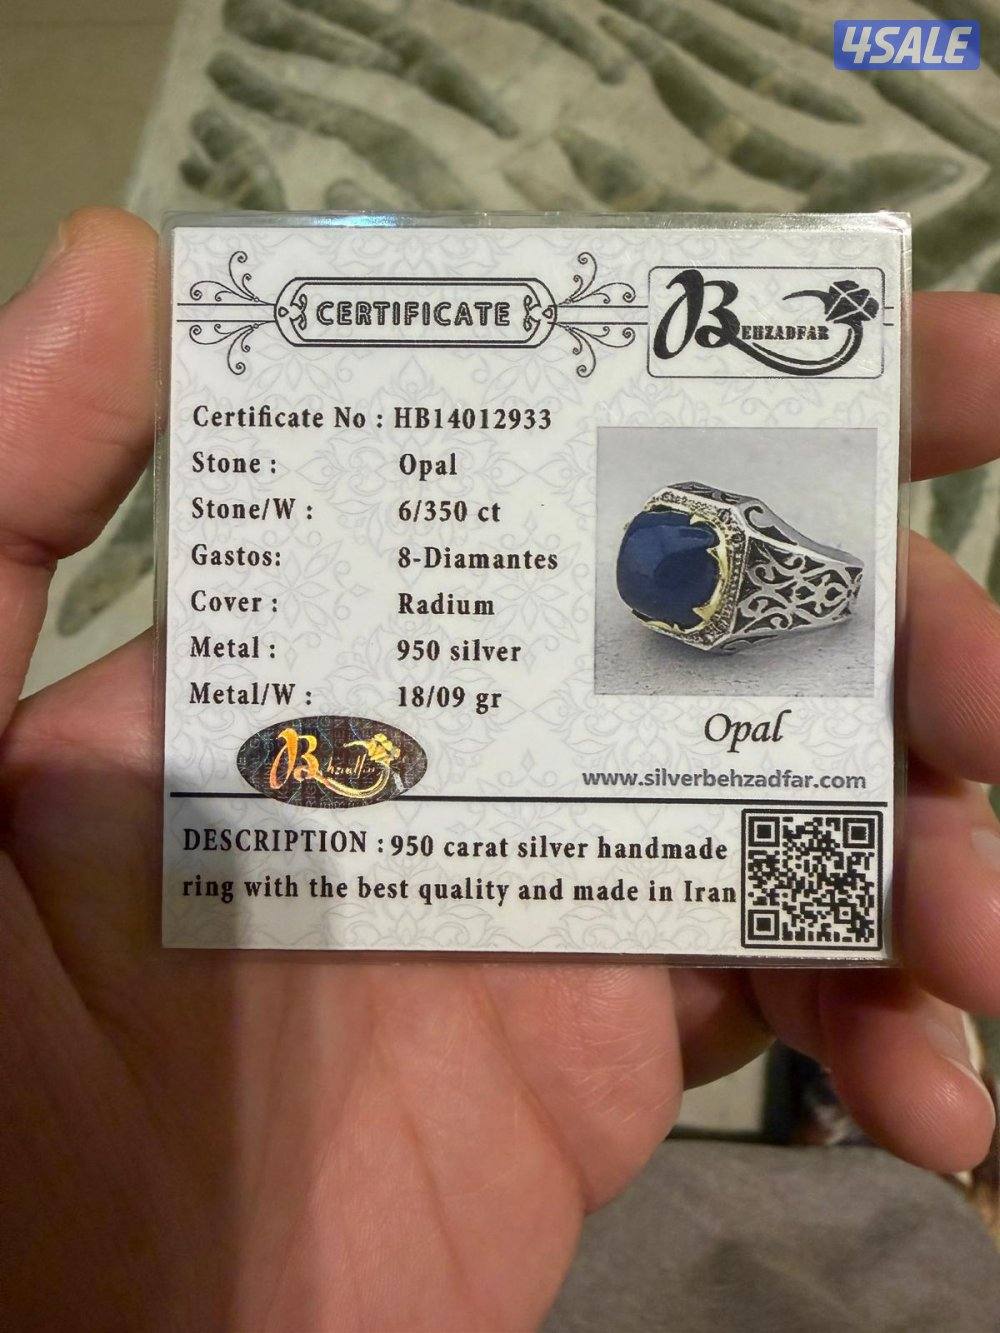 4SALE
CERTIFICATE
BEHZADFAR
Certificate No : HB14012933
Stone : Opal
Stone/W : 6/350 ct
Gastos: 8-Diamantes
Cover : Radium
Metal : 950 silver
Metal/W : 18/09 gr
Opal
Behzadfar
www.silverbehzadfar.com
DESCRIPTION : 950 carat silver handmade
ring with the best quality and made in Iran